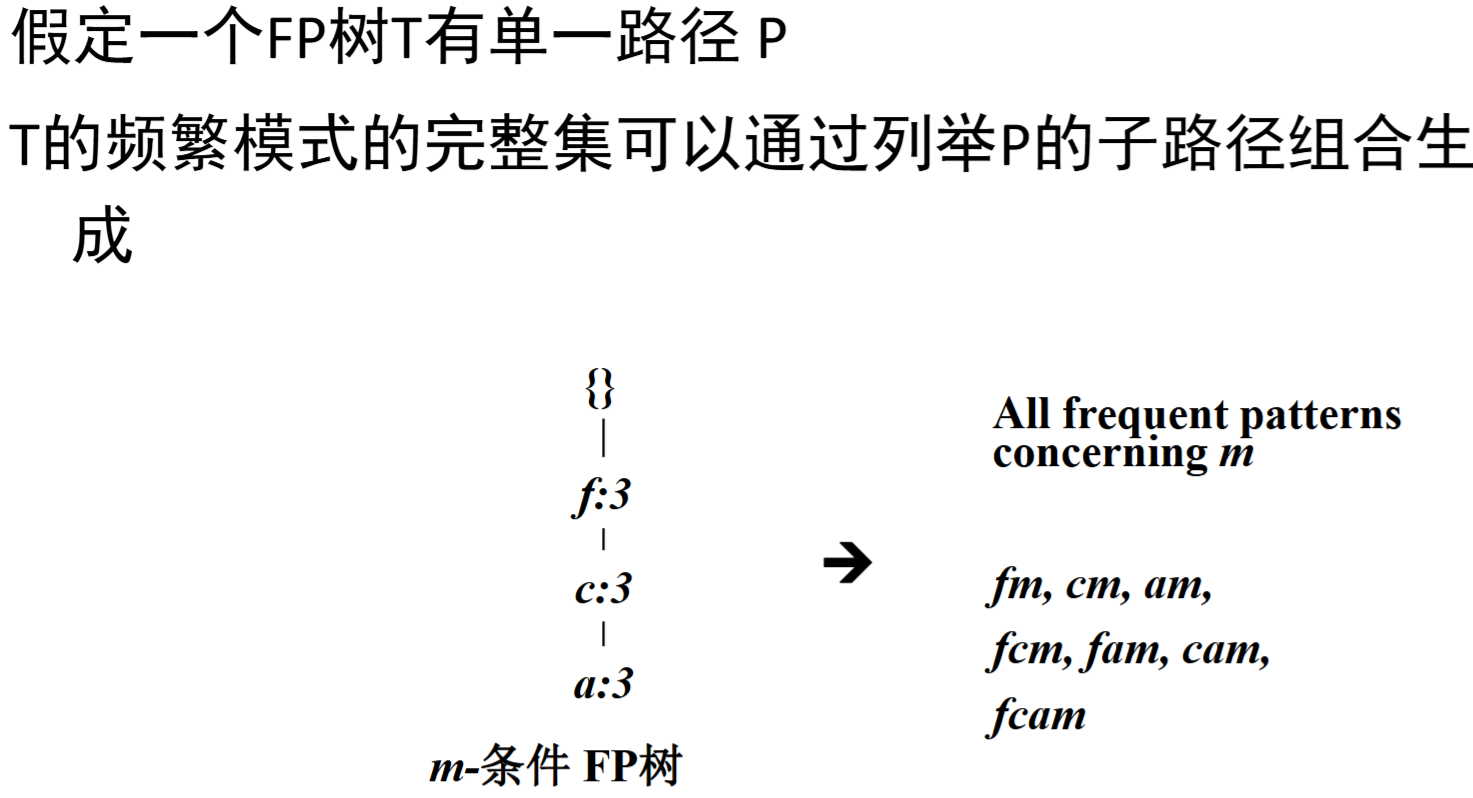 假定一个FP树T有单一路径 P
T的频繁模式的完整集可以通过列举P的子路径组合生
成
{}
f:3
c:3
a:3
m-条件 FP树
All frequent patterns
concerning m
fm, cm, am,
fcm, fam, cam,
fcam